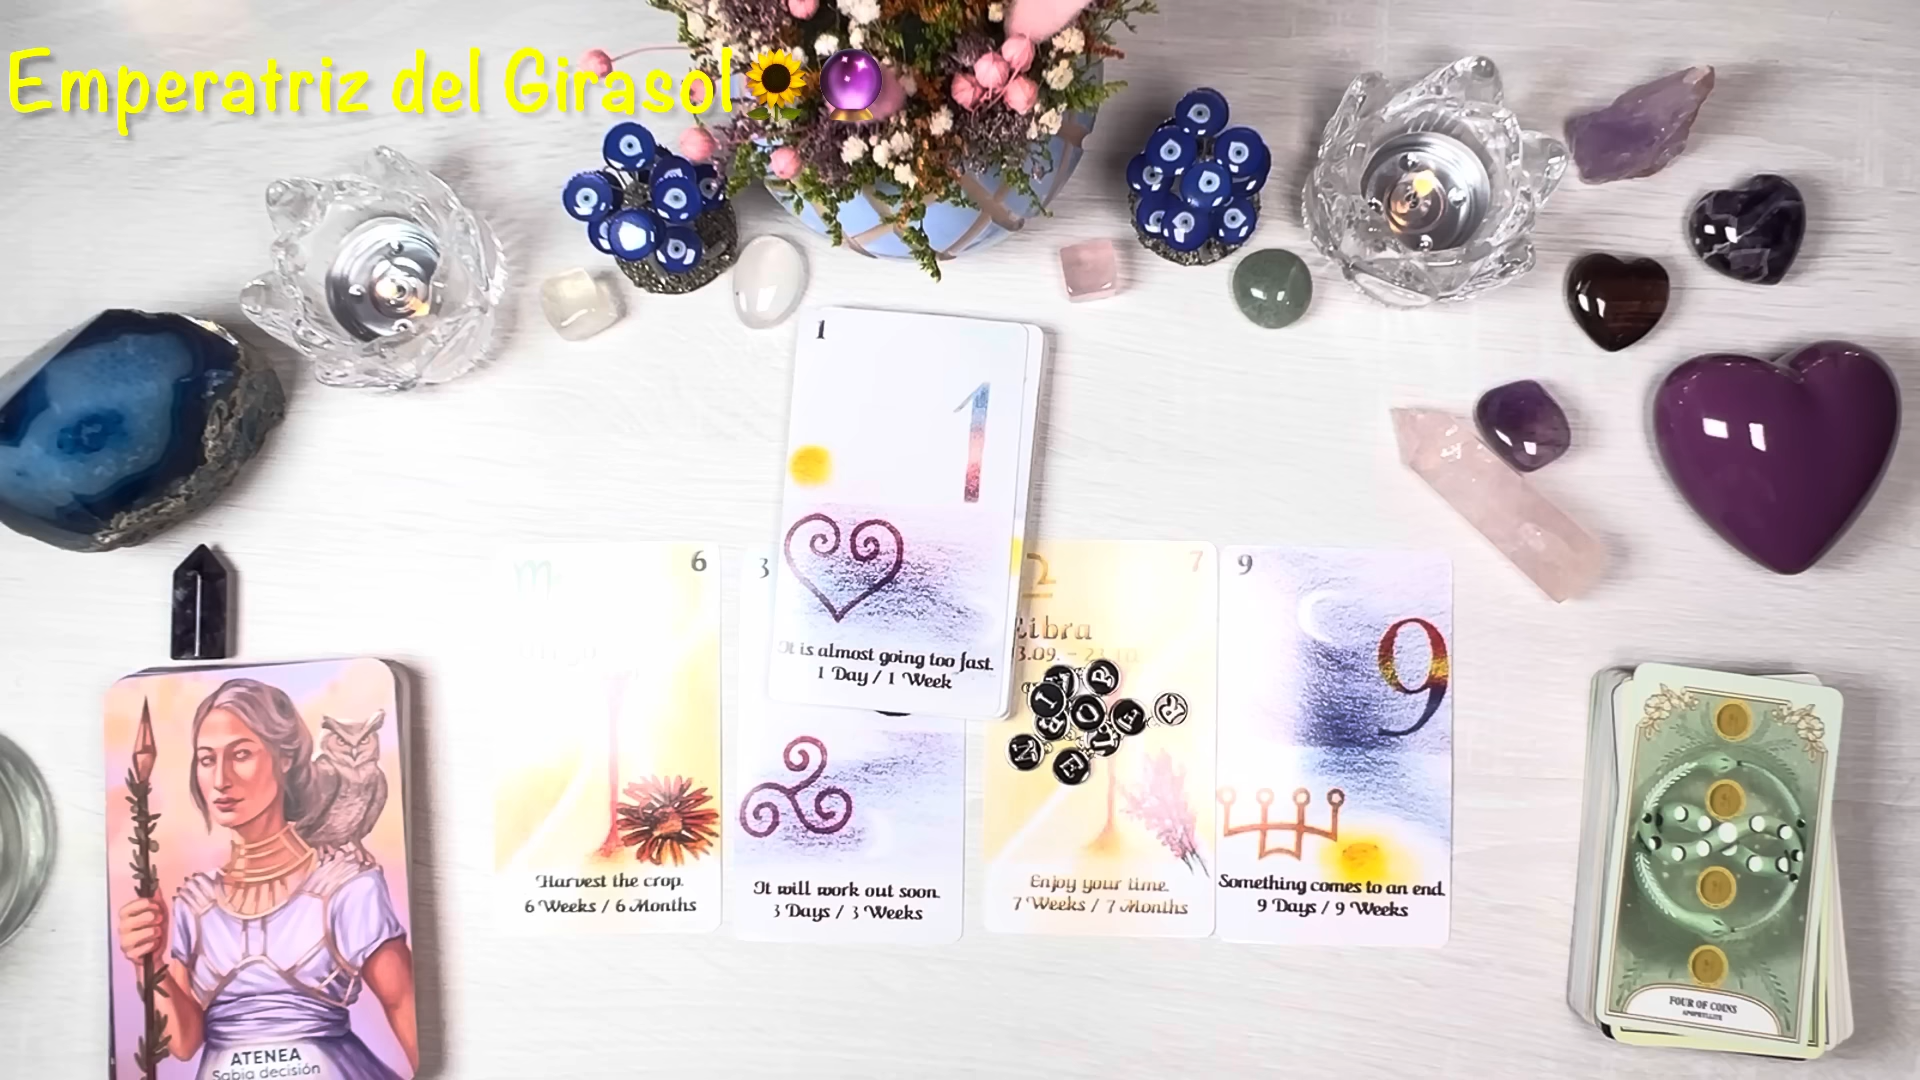 Emperatriz del Girasol🌻🔮
1
1
It is almost going too fast.
1 Day / 1 Week
6
Harvest the crop.
6 Weeks / 6 Months
3
It will work out soon.
3 Days / 3 Weeks
7
Libra
Enjoy your time.
7 Weeks / 7 Months
9
9
Something comes to an end.
9 Days / 9 Weeks
ATENEA
Sabia decisión
FOUR OF COINS
APOPHYLLITE